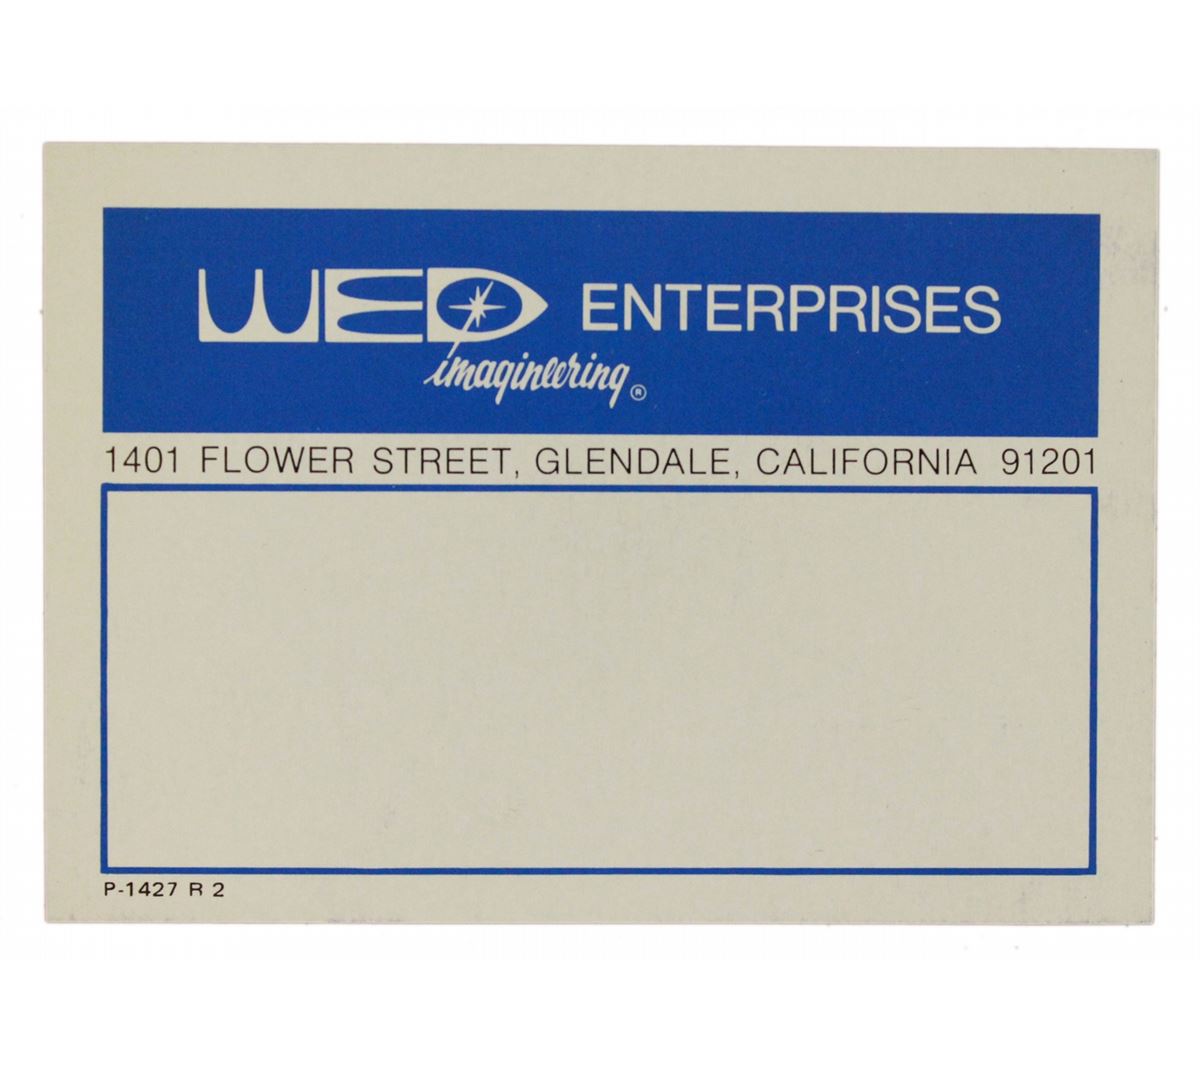 WED ENTERPRISES
imagineering®
1401 FLOWER STREET, GLENDALE, CALIFORNIA 91201
P-1427 R 2